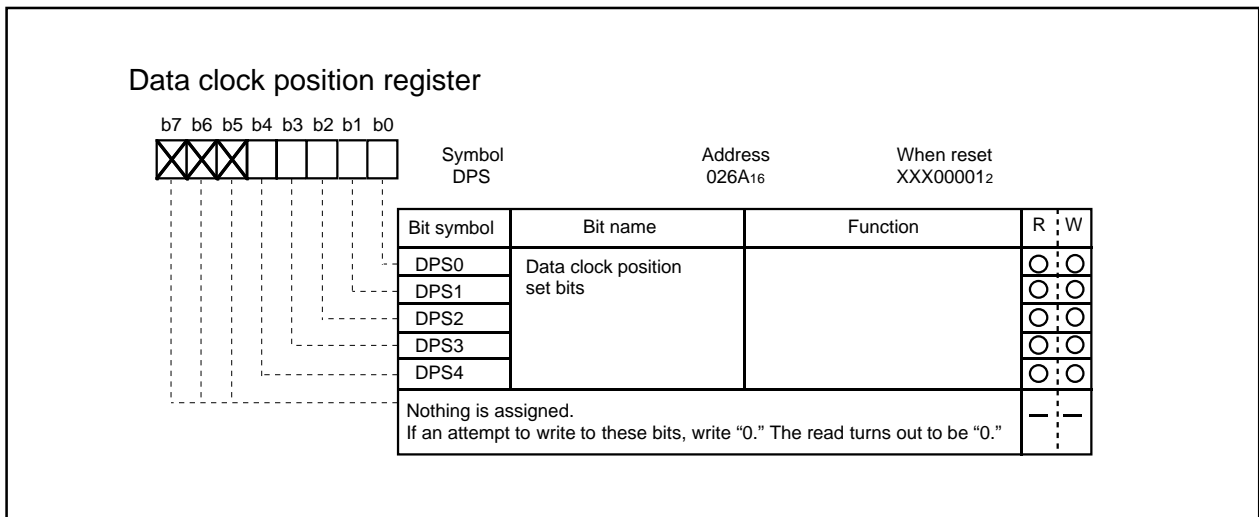 Data clock position register
b7 b6 b5 b4 b3 b2 b1 b0
Symbol Address When reset
DPS 026A16 XXX000012
Bit symbol Bit name Function R W
DPS0 Data clock position
DPS1 set bits
DPS2
DPS3
DPS4
Nothing is assigned.
If an attempt to write to these bits, write “0.” The read turns out to be “0.”